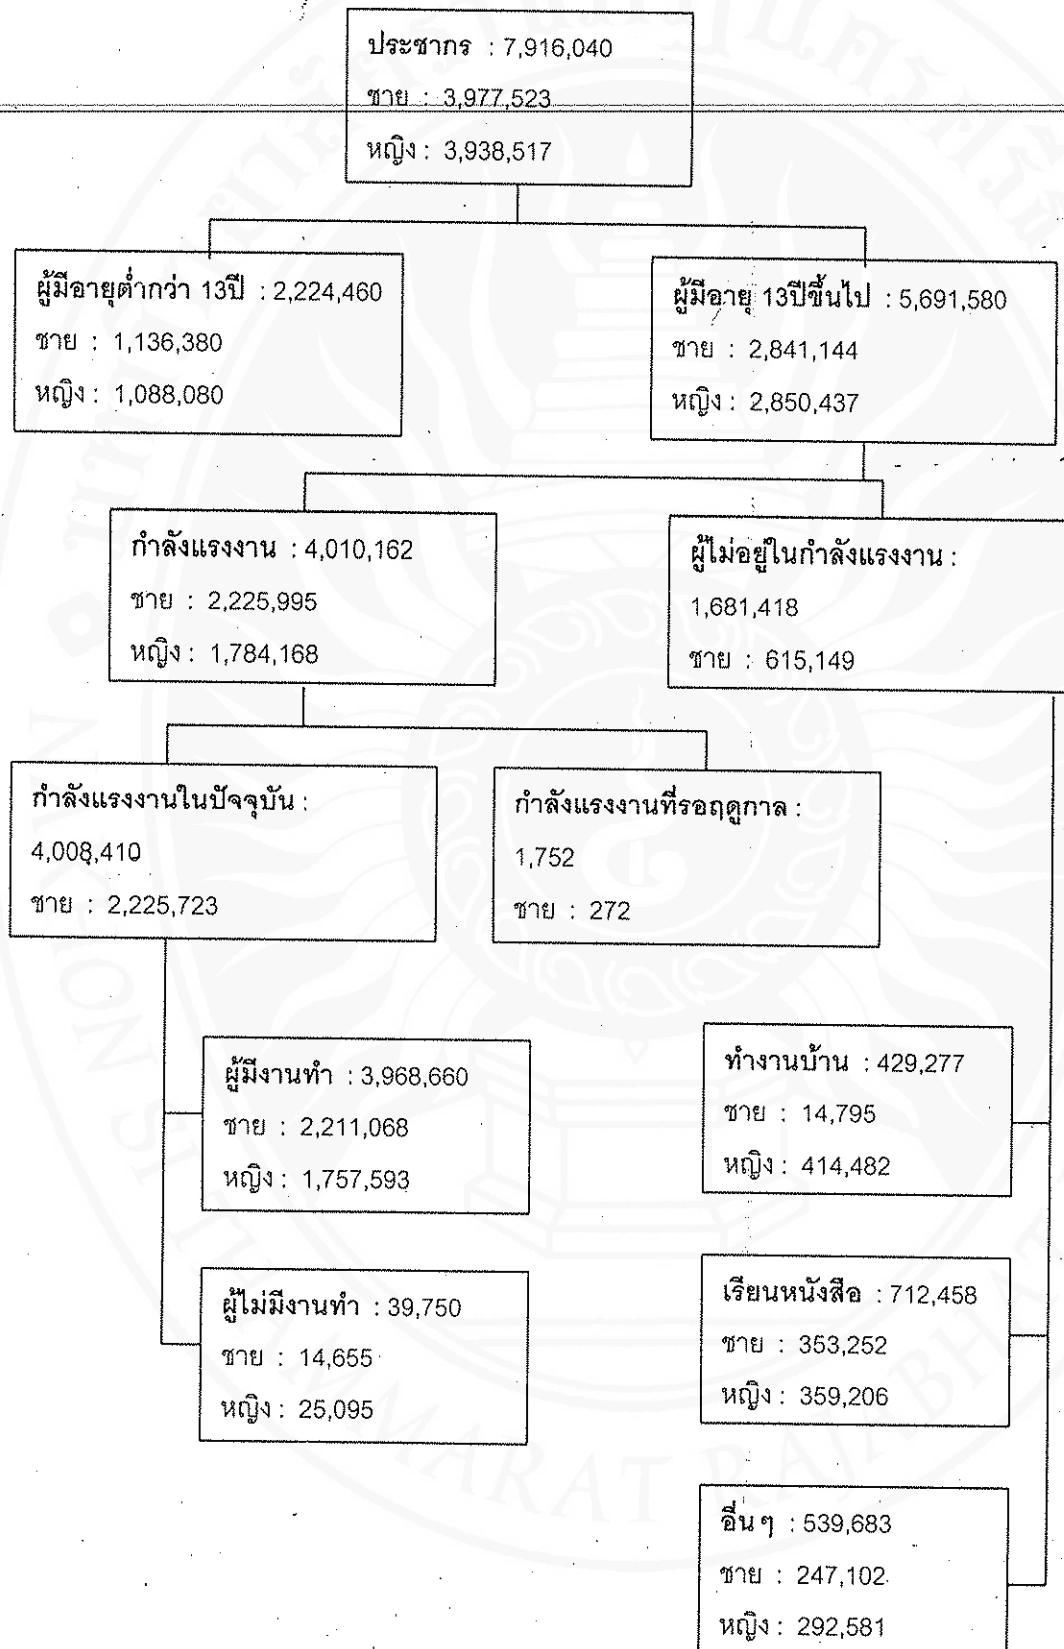 ประชากร : 7,916,040
ชาย : 3,977,523
หญิง : 3,938,517
ผู้มีอายุต่ำกว่า 13ปี : 2,224,460
ชาย : 1,136,380
หญิง : 1,088,080
ผู้มีอายุ 13ปีขึ้นไป : 5,691,580
ชาย : 2,841,144
หญิง : 2,850,437
กำลังแรงงาน : 4,010,162
ชาย : 2,225,995
หญิง : 1,784,168
ผู้ไม่อยู่ในกำลังแรงงาน :
1,681,418
ชาย : 615,149
กำลังแรงงานในปัจจุบัน :
4,008,410
ชาย : 2,225,723
กำลังแรงงานที่รอฤดูกาล :
1,752
ชาย : 272
ผู้มีงานทำ : 3,968,660
ชาย : 2,211,068
หญิง : 1,757,593
ทำงานบ้าน : 429,277
ชาย : 14,795
หญิง : 414,482
ผู้ไม่มีงานทำ : 39,750
ชาย : 14,655
หญิง : 25,095
เรียนหนังสือ : 712,458
ชาย : 353,252
หญิง : 359,206
อื่นๆ : 539,683
ชาย : 247,102
หญิง : 292,581